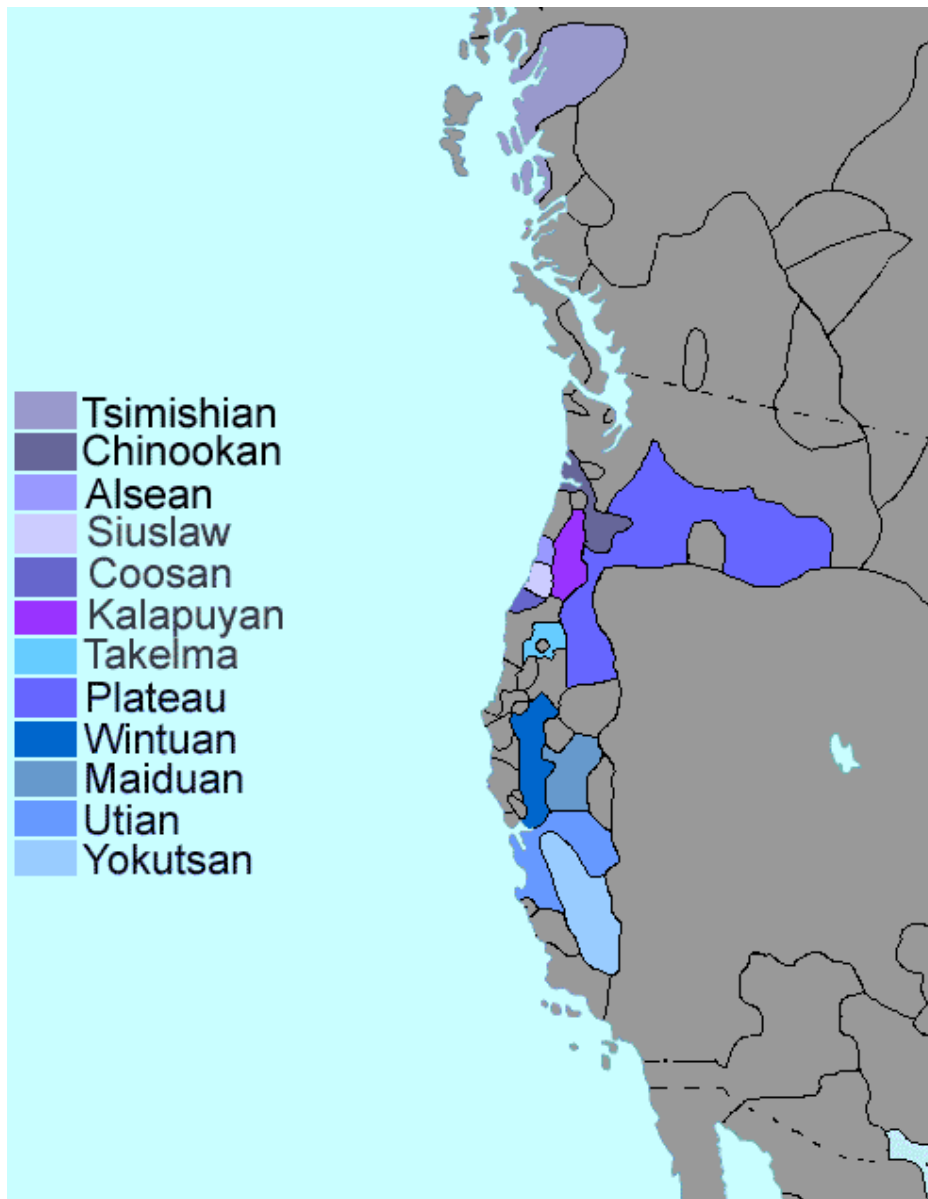 Tsimishian
Chinookan
Alsean
Siuslaw
Coosan
Kalapuyan
Takelma
Plateau
Wintuan
Maiduan
Utian
Yokutsan